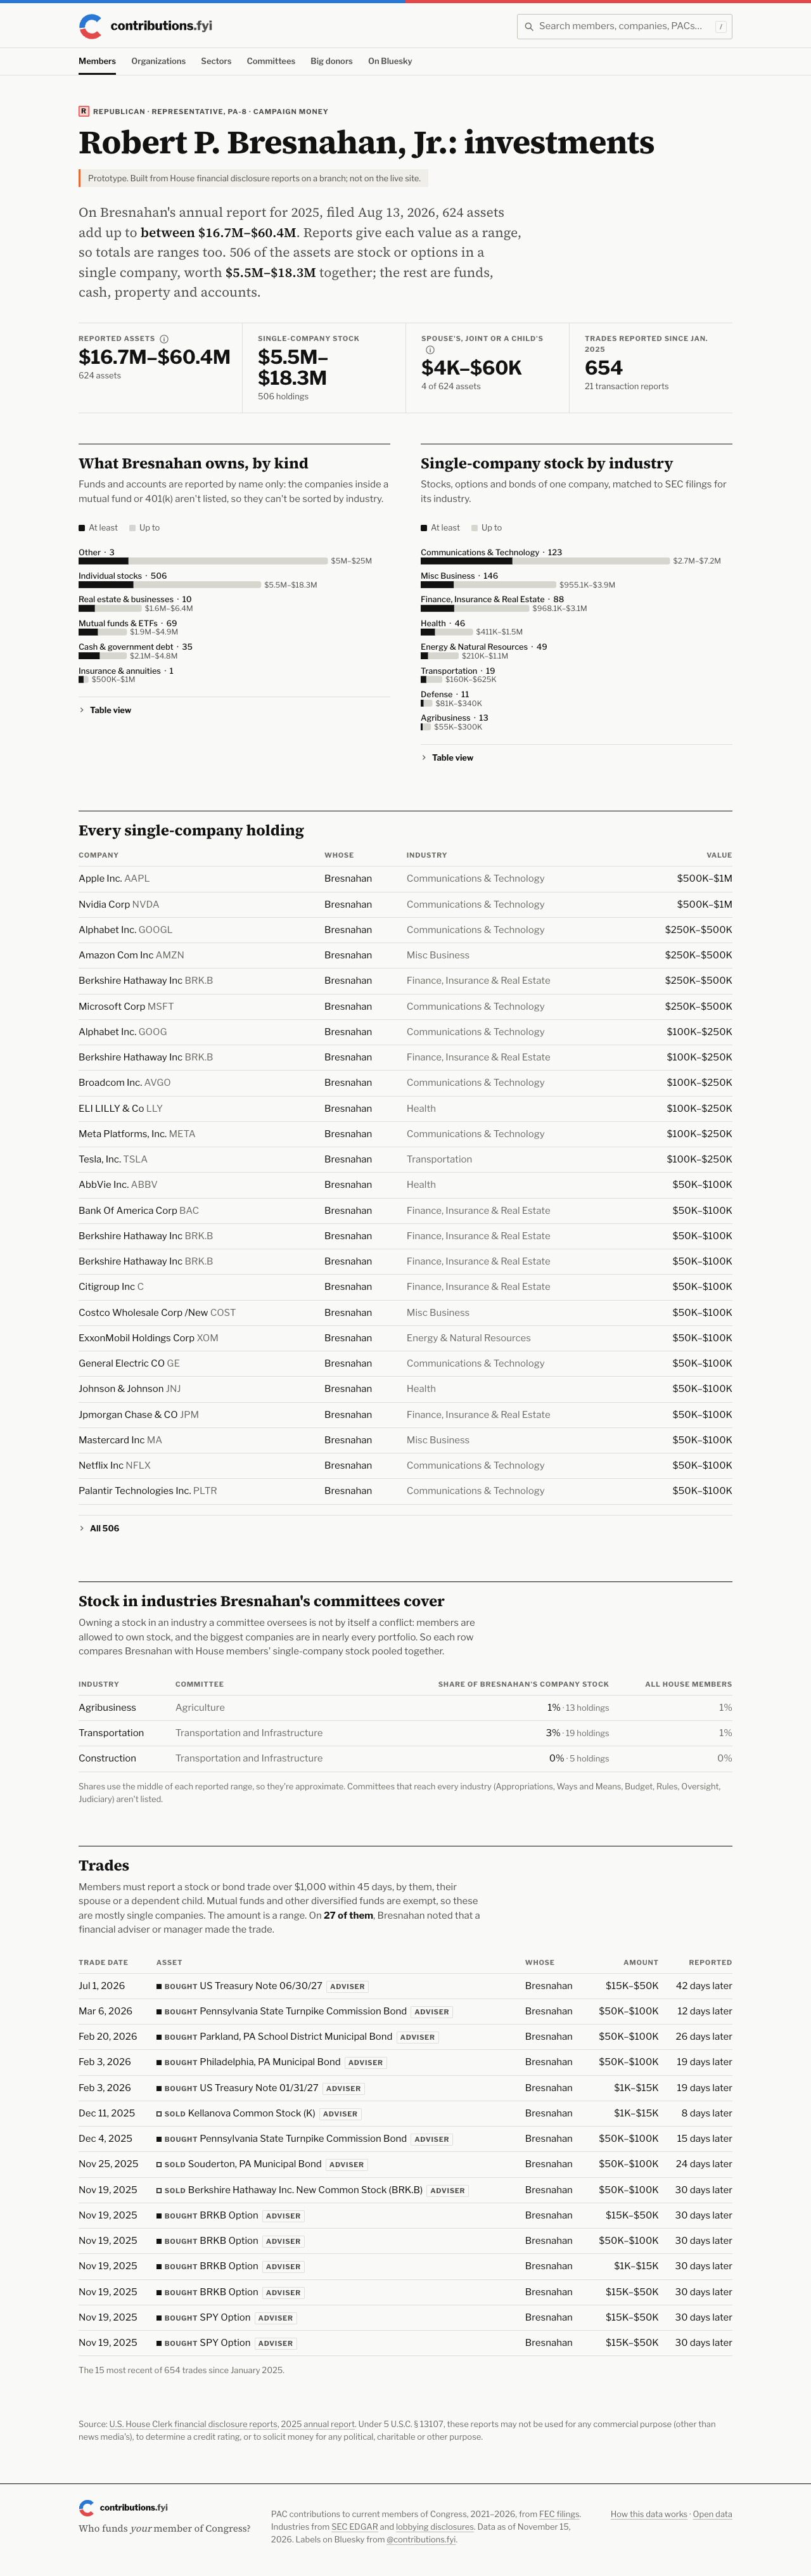 contributions.fyi
Search members, companies, PACs... /
Members Organizations Sectors Committees Big donors On Bluesky
R REPUBLICAN · REPRESENTATIVE, PA-8 · CAMPAIGN MONEY
Robert P. Bresnahan, Jr.: investments
Prototype. Built from House financial disclosure reports on a branch; not on the live site.
On Bresnahan's annual report for 2025, filed Aug 13, 2026, 624 assets
add up to between $16.7M–$60.4M. Reports give each value as a range,
so totals are ranges too. 506 of the assets are stock or options in a
single company, worth $5.5M–$18.3M together; the rest are funds,
cash, property and accounts.
REPORTED ASSETS
$16.7M–$60.4M
624 assets
SINGLE-COMPANY STOCK
$5.5M–
$18.3M
506 holdings
SPOUSE'S, JOINT OR A CHILD'S
$4K–$60K
4 of 624 assets
TRADES REPORTED SINCE JAN.
2025
654
21 transaction reports
What Bresnahan owns, by kind
Funds and accounts are reported by name only: the companies inside a
mutual fund or 401(k) aren't listed, so they can't be sorted by industry.
At least Up to
Other · 3
$5M–$25M
Individual stocks · 506
$5.5M–$18.3M
Real estate & businesses · 10
$1.6M–$6.4M
Mutual funds & ETFs · 69
$1.9M–$4.9M
Cash & government debt · 35
$2.1M–$4.8M
Insurance & annuities · 1
$500K–$1M
Table view
Single-company stock by industry
Stocks, options and bonds of one company, matched to SEC filings for
its industry.
At least Up to
Communications & Technology · 123
$2.7M–$7.2M
Misc Business · 146
$955.1K–$3.9M
Finance, Insurance & Real Estate · 88
$968.1K–$3.1M
Health · 46
$411K–$1.5M
Energy & Natural Resources · 49
$210K–$1.1M
Transportation · 19
$160K–$625K
Defense · 11
$81K–$340K
Agribusiness · 13
$55K–$300K
Table view
Every single-company holding
COMPANY WHOSE INDUSTRY VALUE
Apple Inc. AAPL Bresnahan Communications & Technology $500K–$1M
Nvidia Corp NVDA Bresnahan Communications & Technology $500K–$1M
Alphabet Inc. GOOGL Bresnahan Communications & Technology $250K–$500K
Amazon Com Inc AMZN Bresnahan Misc Business $250K–$500K
Berkshire Hathaway Inc BRK.B Bresnahan Finance, Insurance & Real Estate $250K–$500K
Microsoft Corp MSFT Bresnahan Communications & Technology $250K–$500K
Alphabet Inc. GOOG Bresnahan Communications & Technology $100K–$250K
Berkshire Hathaway Inc BRK.B Bresnahan Finance, Insurance & Real Estate $100K–$250K
Broadcom Inc. AVGO Bresnahan Communications & Technology $100K–$250K
ELI LILLY & Co LLY Bresnahan Health $100K–$250K
Meta Platforms, Inc. META Bresnahan Communications & Technology $100K–$250K
Tesla, Inc. TSLA Bresnahan Transportation $100K–$250K
AbbVie Inc. ABBV Bresnahan Health $50K–$100K
Bank Of America Corp BAC Bresnahan Finance, Insurance & Real Estate $50K–$100K
Berkshire Hathaway Inc BRK.B Bresnahan Finance, Insurance & Real Estate $50K–$100K
Berkshire Hathaway Inc BRK.B Bresnahan Finance, Insurance & Real Estate $50K–$100K
Citigroup Inc C Bresnahan Finance, Insurance & Real Estate $50K–$100K
Costco Wholesale Corp /New COST Bresnahan Misc Business $50K–$100K
ExxonMobil Holdings Corp XOM Bresnahan Energy & Natural Resources $50K–$100K
General Electric CO GE Bresnahan Communications & Technology $50K–$100K
Johnson & Johnson JNJ Bresnahan Health $50K–$100K
Jpmorgan Chase & CO JPM Bresnahan Finance, Insurance & Real Estate $50K–$100K
Mastercard Inc MA Bresnahan Misc Business $50K–$100K
Netflix Inc NFLX Bresnahan Communications & Technology $50K–$100K
Palantir Technologies Inc. PLTR Bresnahan Communications & Technology $50K–$100K
All 506
Stock in industries Bresnahan's committees cover
Owning a stock in an industry a committee oversees is not by itself a conflict: members are
allowed to own stock, and the biggest companies are in nearly every portfolio. So each row
compares Bresnahan with House members' single-company stock pooled together.
INDUSTRY COMMITTEE SHARE OF BRESNAHAN'S COMPANY STOCK ALL HOUSE MEMBERS
Agribusiness Agriculture 1% · 13 holdings 1%
Transportation Transportation and Infrastructure 3% · 19 holdings 1%
Construction Transportation and Infrastructure 0% · 5 holdings 0%
Shares use the middle of each reported range, so they're approximate. Committees that reach every industry (Appropriations, Ways and Means, Budget, Rules, Oversight,
Judiciary) aren't listed.
Trades
Members must report a stock or bond trade over $1,000 within 45 days, by them, their
spouse or a dependent child. Mutual funds and other diversified funds are exempt, so these
are mostly single companies. The amount is a range. On 27 of them, Bresnahan noted that a
financial adviser or manager made the trade.
TRADE DATE ASSET WHOSE AMOUNT REPORTED
Jul 1, 2026 BOUGHT US Treasury Note 06/30/27 ADVISER Bresnahan $15K–$50K 42 days later
Mar 6, 2026 BOUGHT Pennsylvania State Turnpike Commission Bond ADVISER Bresnahan $50K–$100K 12 days later
Feb 20, 2026 BOUGHT Parkland, PA School District Municipal Bond ADVISER Bresnahan $50K–$100K 26 days later
Feb 3, 2026 BOUGHT Philadelphia, PA Municipal Bond ADVISER Bresnahan $50K–$100K 19 days later
Feb 3, 2026 BOUGHT US Treasury Note 01/31/27 ADVISER Bresnahan $1K–$15K 19 days later
Dec 11, 2025 SOLD Kellanova Common Stock (K) ADVISER Bresnahan $1K–$15K 8 days later
Dec 4, 2025 BOUGHT Pennsylvania State Turnpike Commission Bond ADVISER Bresnahan $50K–$100K 15 days later
Nov 25, 2025 SOLD Souderton, PA Municipal Bond ADVISER Bresnahan $50K–$100K 24 days later
Nov 19, 2025 SOLD Berkshire Hathaway Inc. New Common Stock (BRK.B) ADVISER Bresnahan $50K–$100K 30 days later
Nov 19, 2025 BOUGHT BRKB Option ADVISER Bresnahan $15K–$50K 30 days later
Nov 19, 2025 BOUGHT BRKB Option ADVISER Bresnahan $50K–$100K 30 days later
Nov 19, 2025 BOUGHT BRKB Option ADVISER Bresnahan $1K–$15K 30 days later
Nov 19, 2025 BOUGHT BRKB Option ADVISER Bresnahan $15K–$50K 30 days later
Nov 19, 2025 BOUGHT SPY Option ADVISER Bresnahan $15K–$50K 30 days later
Nov 19, 2025 BOUGHT SPY Option ADVISER Bresnahan $15K–$50K 30 days later
The 15 most recent of 654 trades since January 2025.
Source: U.S. House Clerk financial disclosure reports, 2025 annual report. Under 5 U.S.C. § 13107, these reports may not be used for any commercial purpose (other than
news media's), to determine a credit rating, or to solicit money for any political, charitable or other purpose.
contributions.fyi
Who funds your member of Congress?
PAC contributions to current members of Congress, 2021–2026, from FEC filings.
Industries from SEC EDGAR and lobbying disclosures. Data as of November 15,
2026. Labels on Bluesky from @contributions.fyi.
How this data works · Open data